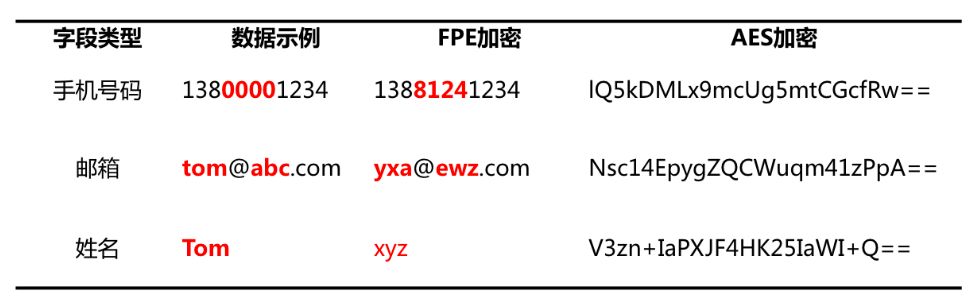 字段类型 数据示例 FPE加密 AES加密
手机号码 13800001234 13881241234 lQ5kDMLx9mcUg5mtCGcfRw==
邮箱 tom@abc.com yxa@ewz.com Nsc14EpygZQCWuqm41zPpA==
姓名 Tom xyz V3zn+IaPXJF4HK25IaWI+Q==